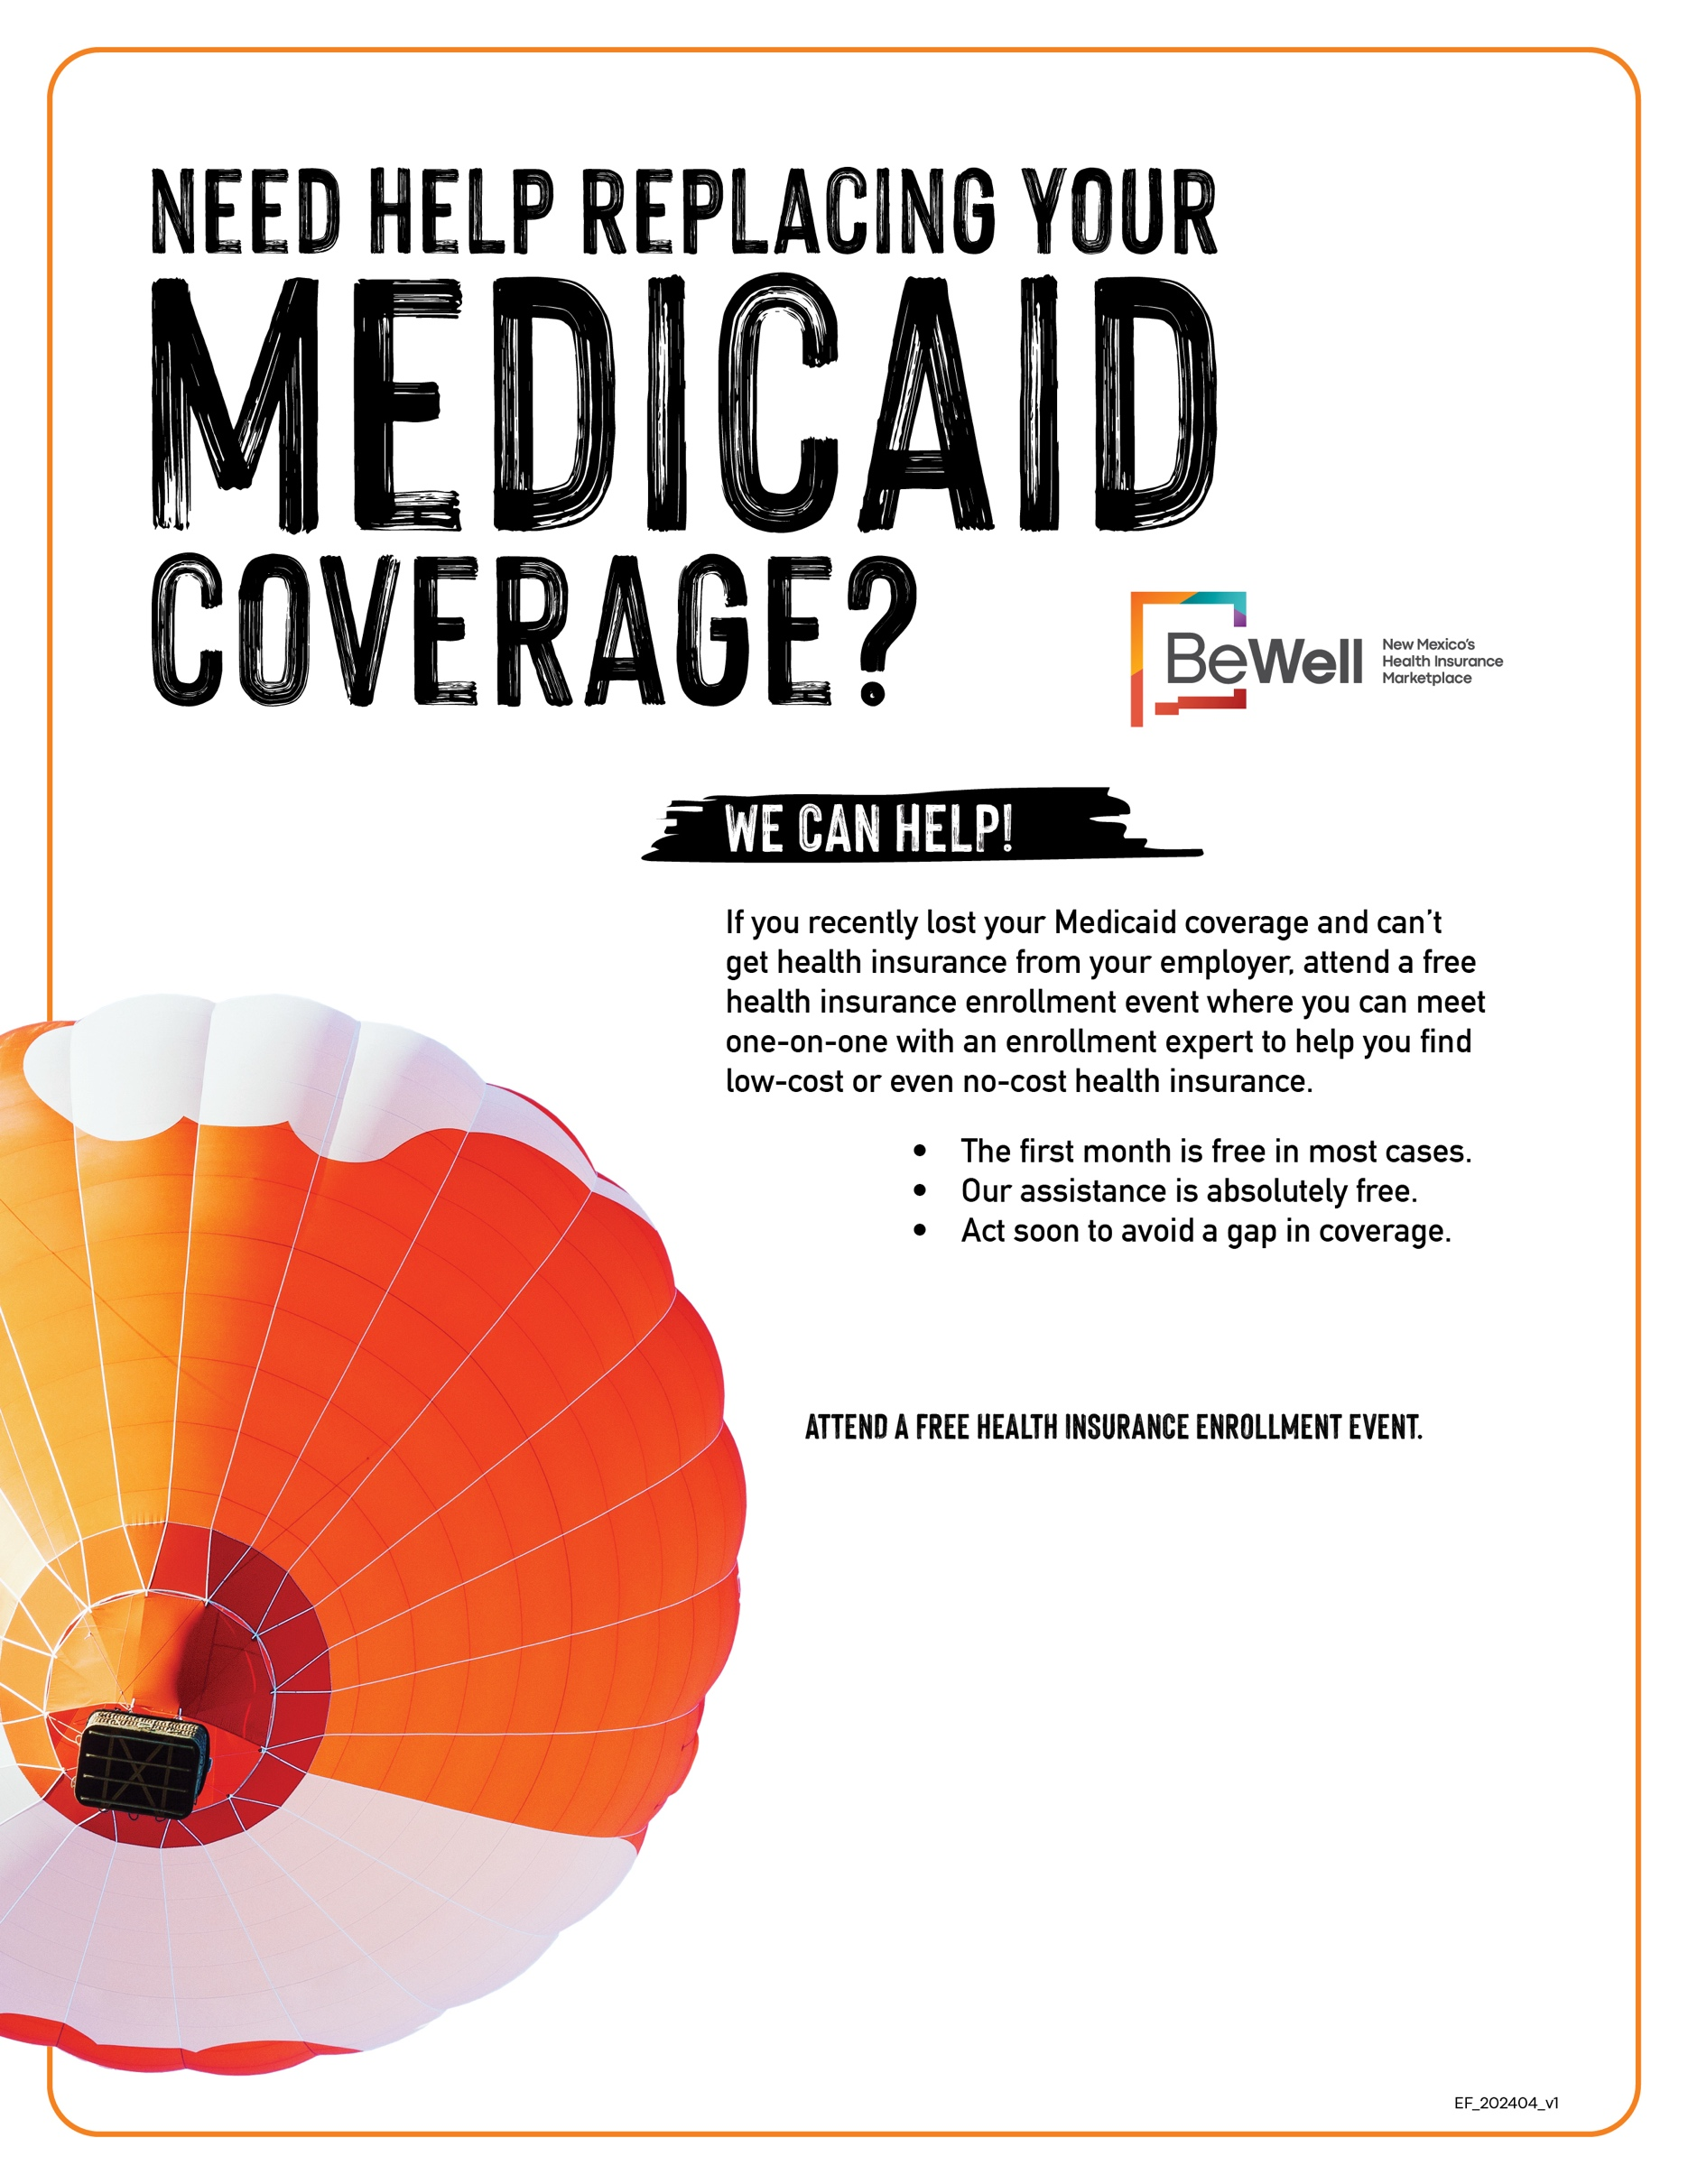 NEED HELP REPLACING YOUR
MEDICAID
COVERAGE?
BeWell
New Mexico's
Health Insurance
Marketplace
WE CAN HELP!
If you recently lost your Medicaid coverage and can't
get health insurance from your employer, attend a free
health insurance enrollment event where you can meet
one-on-one with an enrollment expert to help you find
low-cost or even no-cost health insurance.
• The first month is free in most cases.
• Our assistance is absolutely free.
• Act soon to avoid a gap in coverage.
ATTEND A FREE HEALTH INSURANCE ENROLLMENT EVENT.
EF_202404_v1